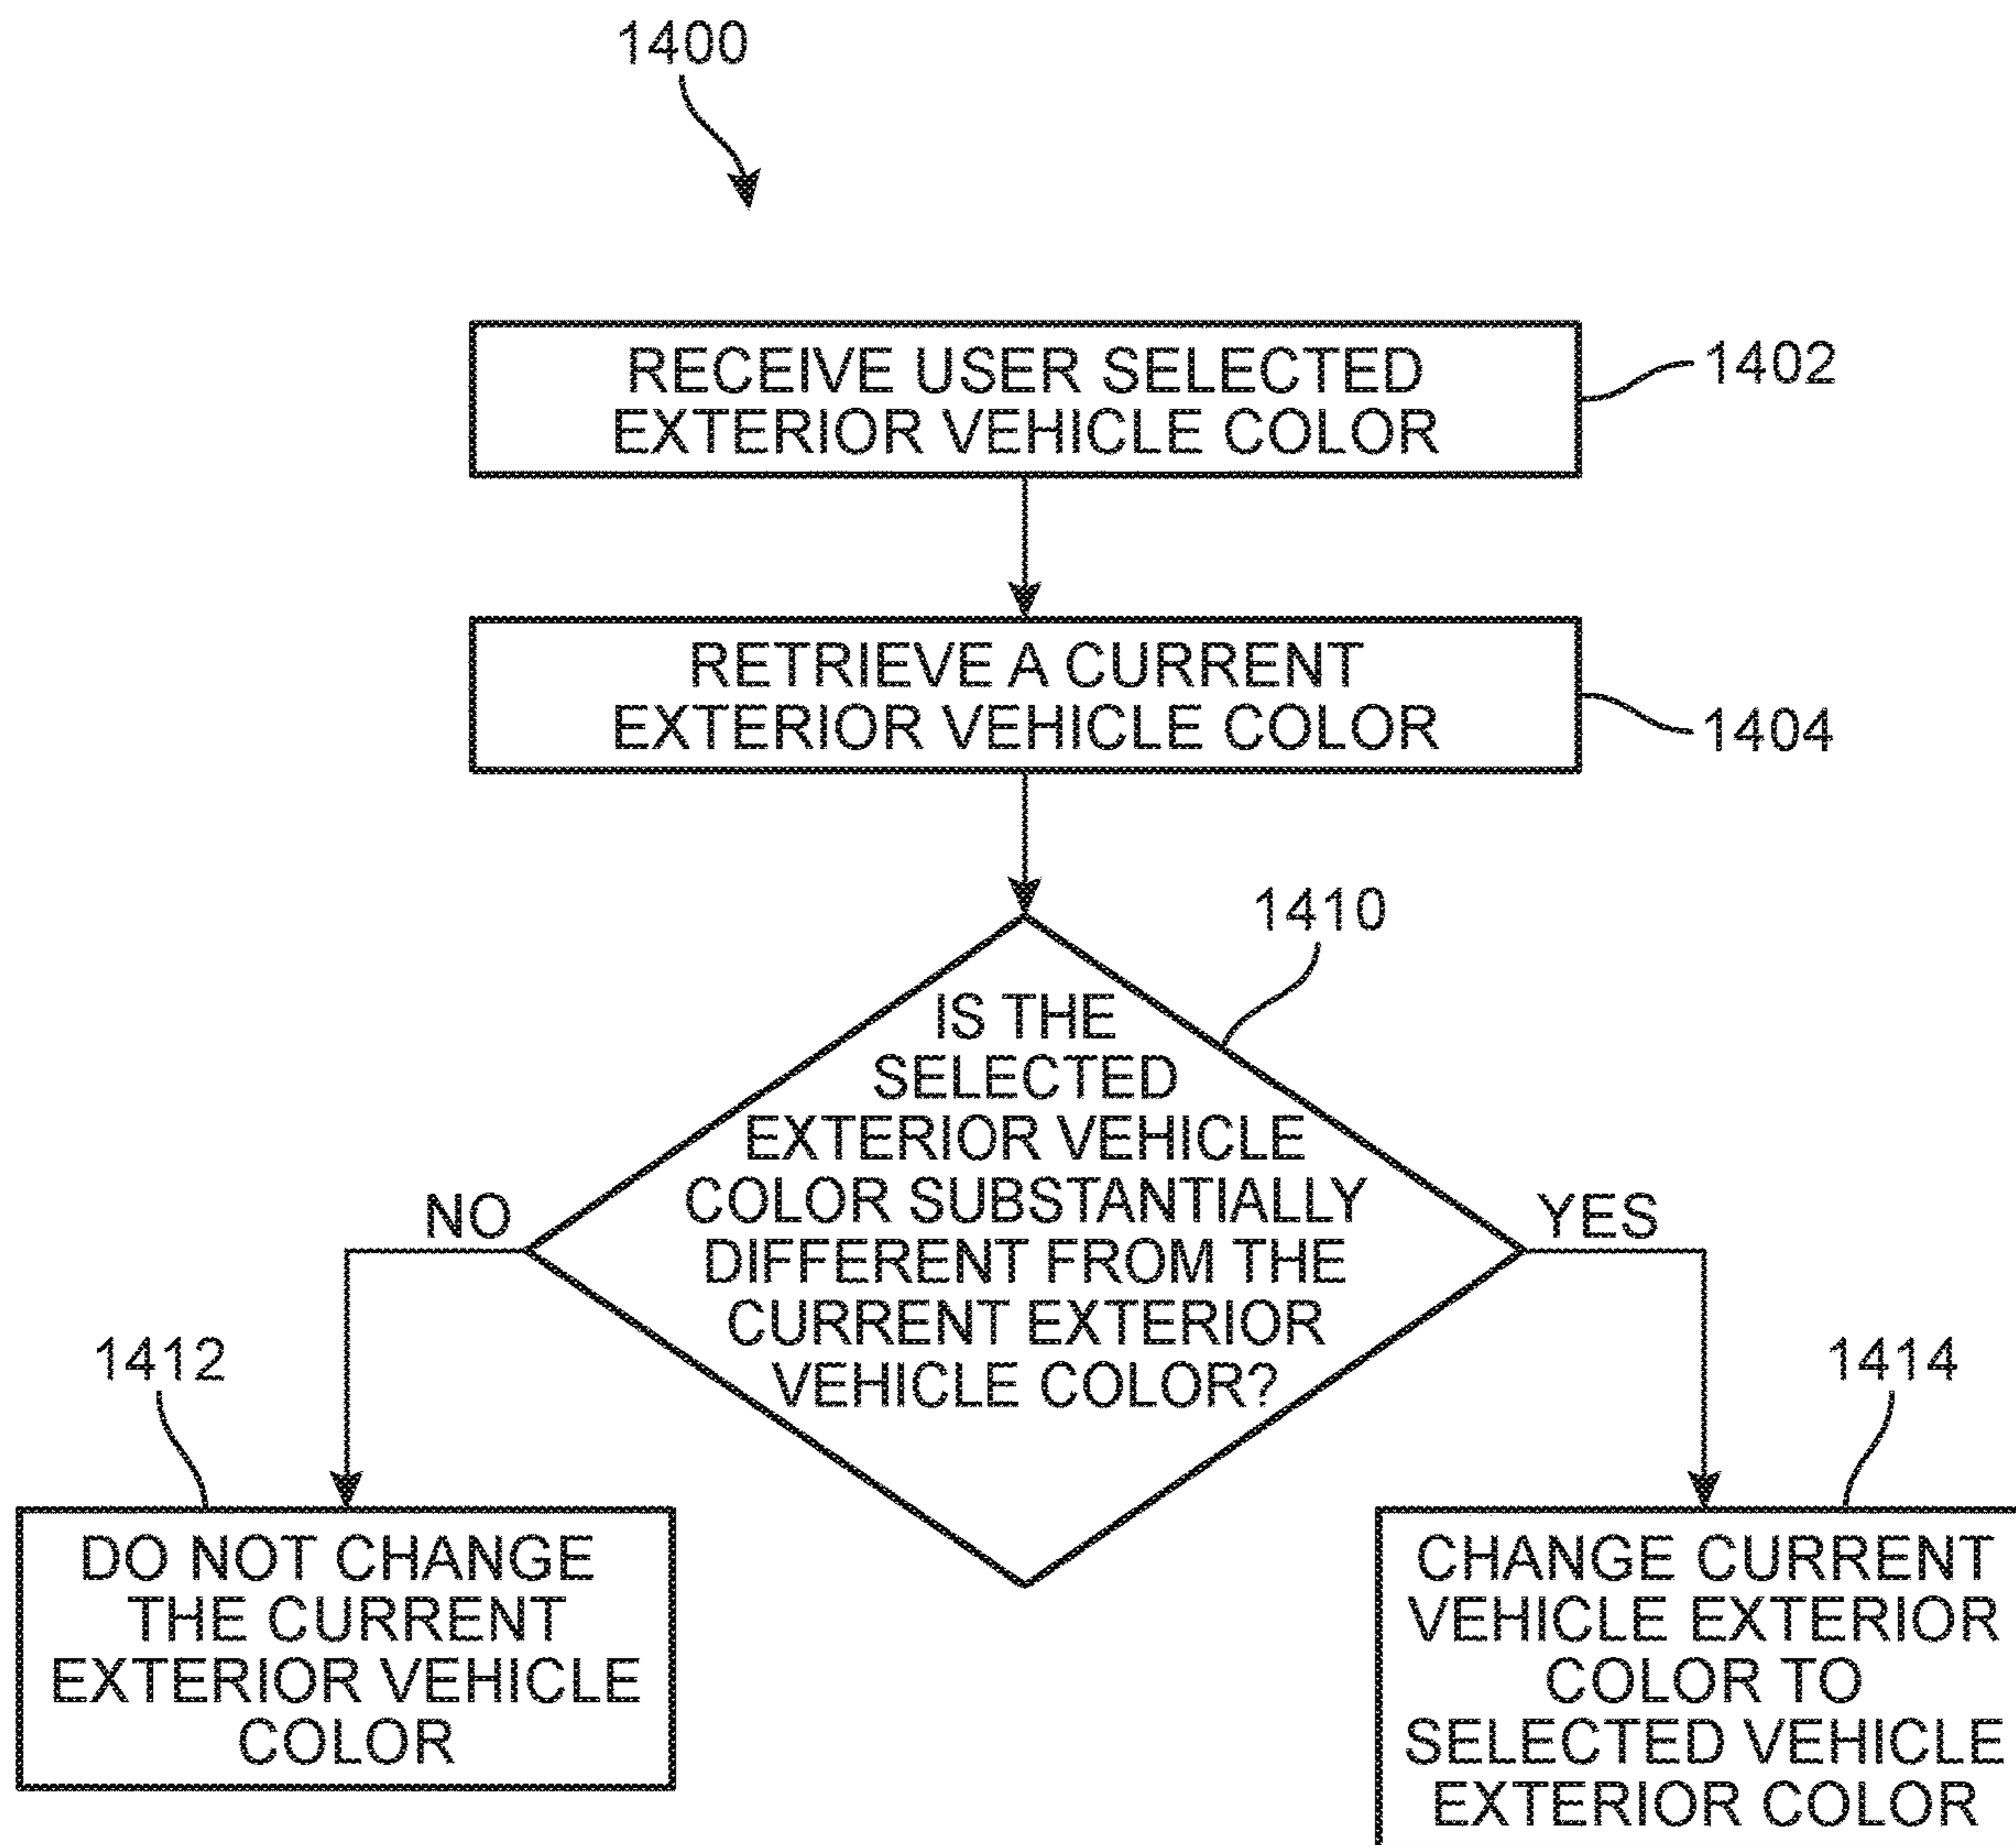 1400
RECEIVE USER SELECTED
EXTERIOR VEHICLE COLOR
1402
RETRIEVE A CURRENT
EXTERIOR VEHICLE COLOR
1404
1410
IS THE
SELECTED
EXTERIOR VEHICLE
COLOR SUBSTANTIALLY
DIFFERENT FROM THE
CURRENT EXTERIOR
VEHICLE COLOR?
NO
YES
1412
DO NOT CHANGE
THE CURRENT
EXTERIOR VEHICLE
COLOR
1414
CHANGE CURRENT
VEHICLE EXTERIOR
COLOR TO
SELECTED VEHICLE
EXTERIOR COLOR